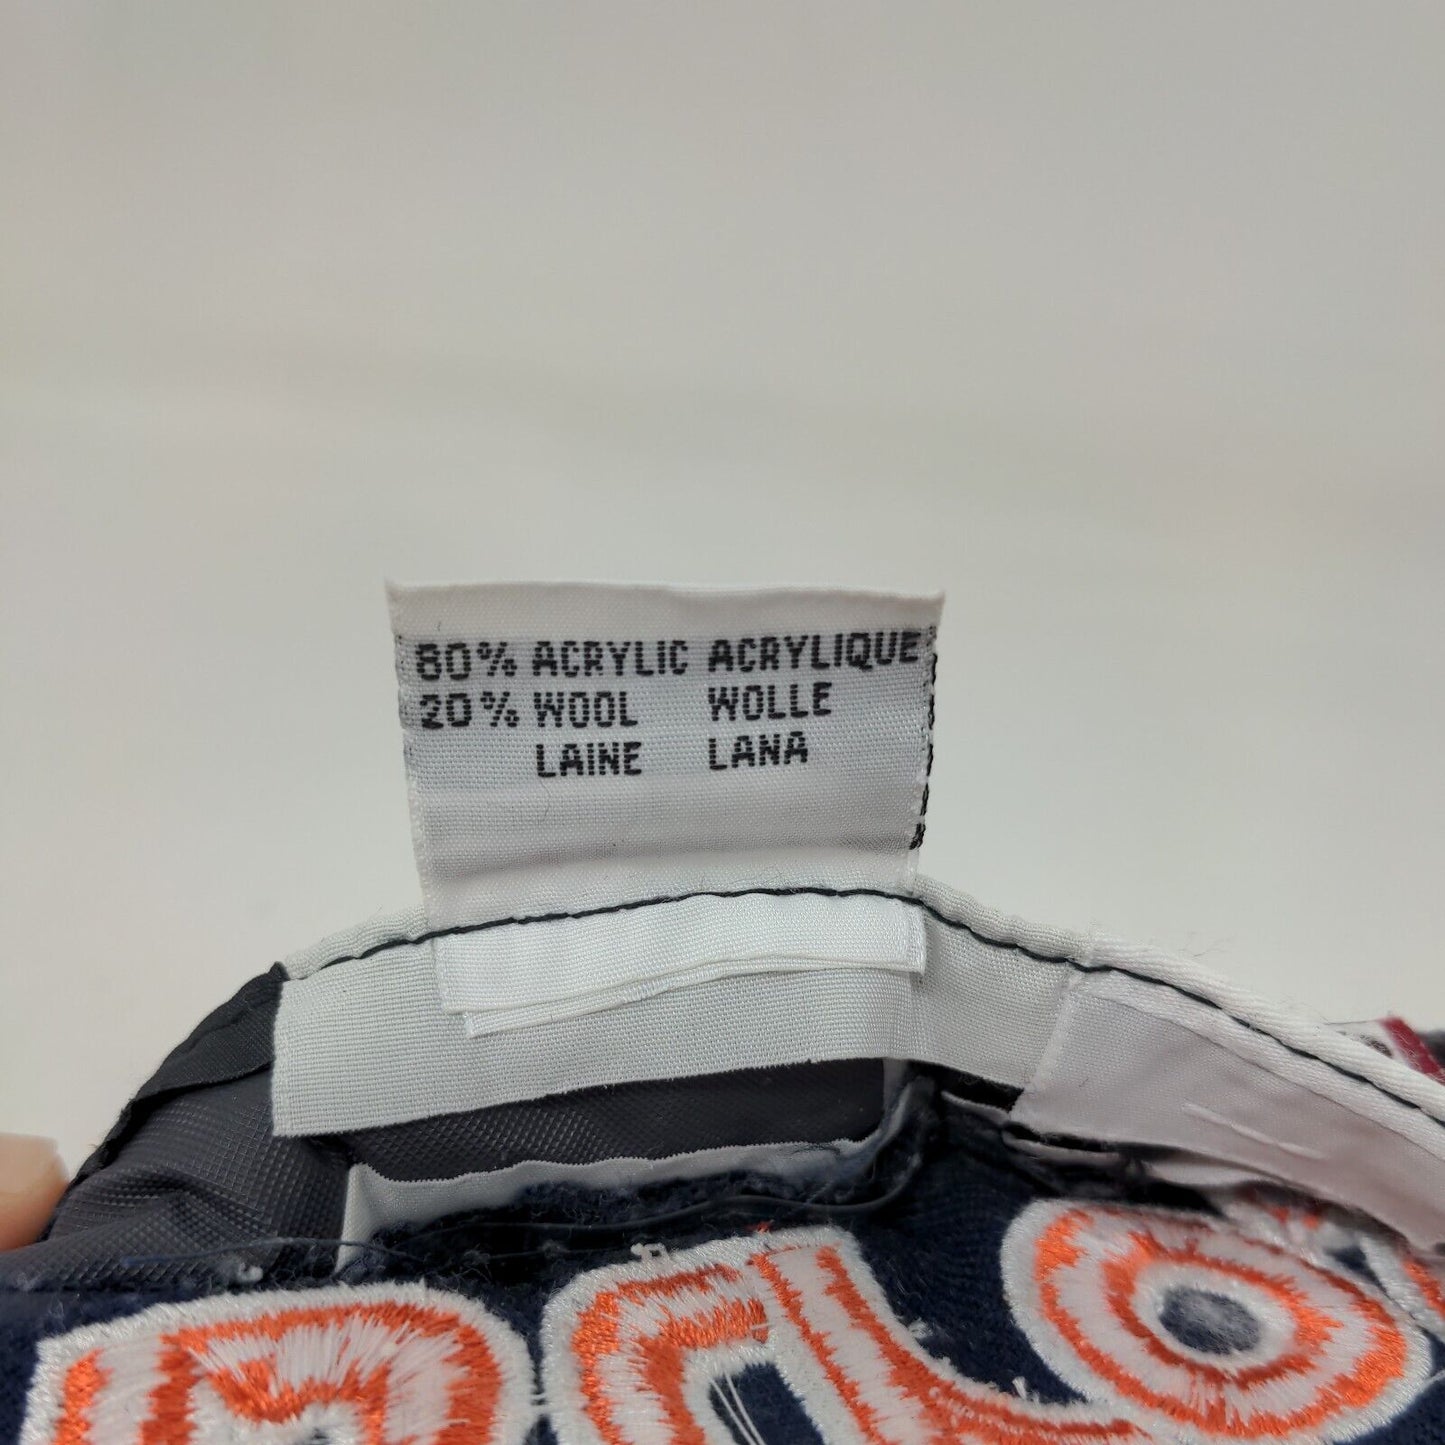 80% ACRYLIC ACRYLIQUE
20% WOOL WOLLE
LAINE LANA